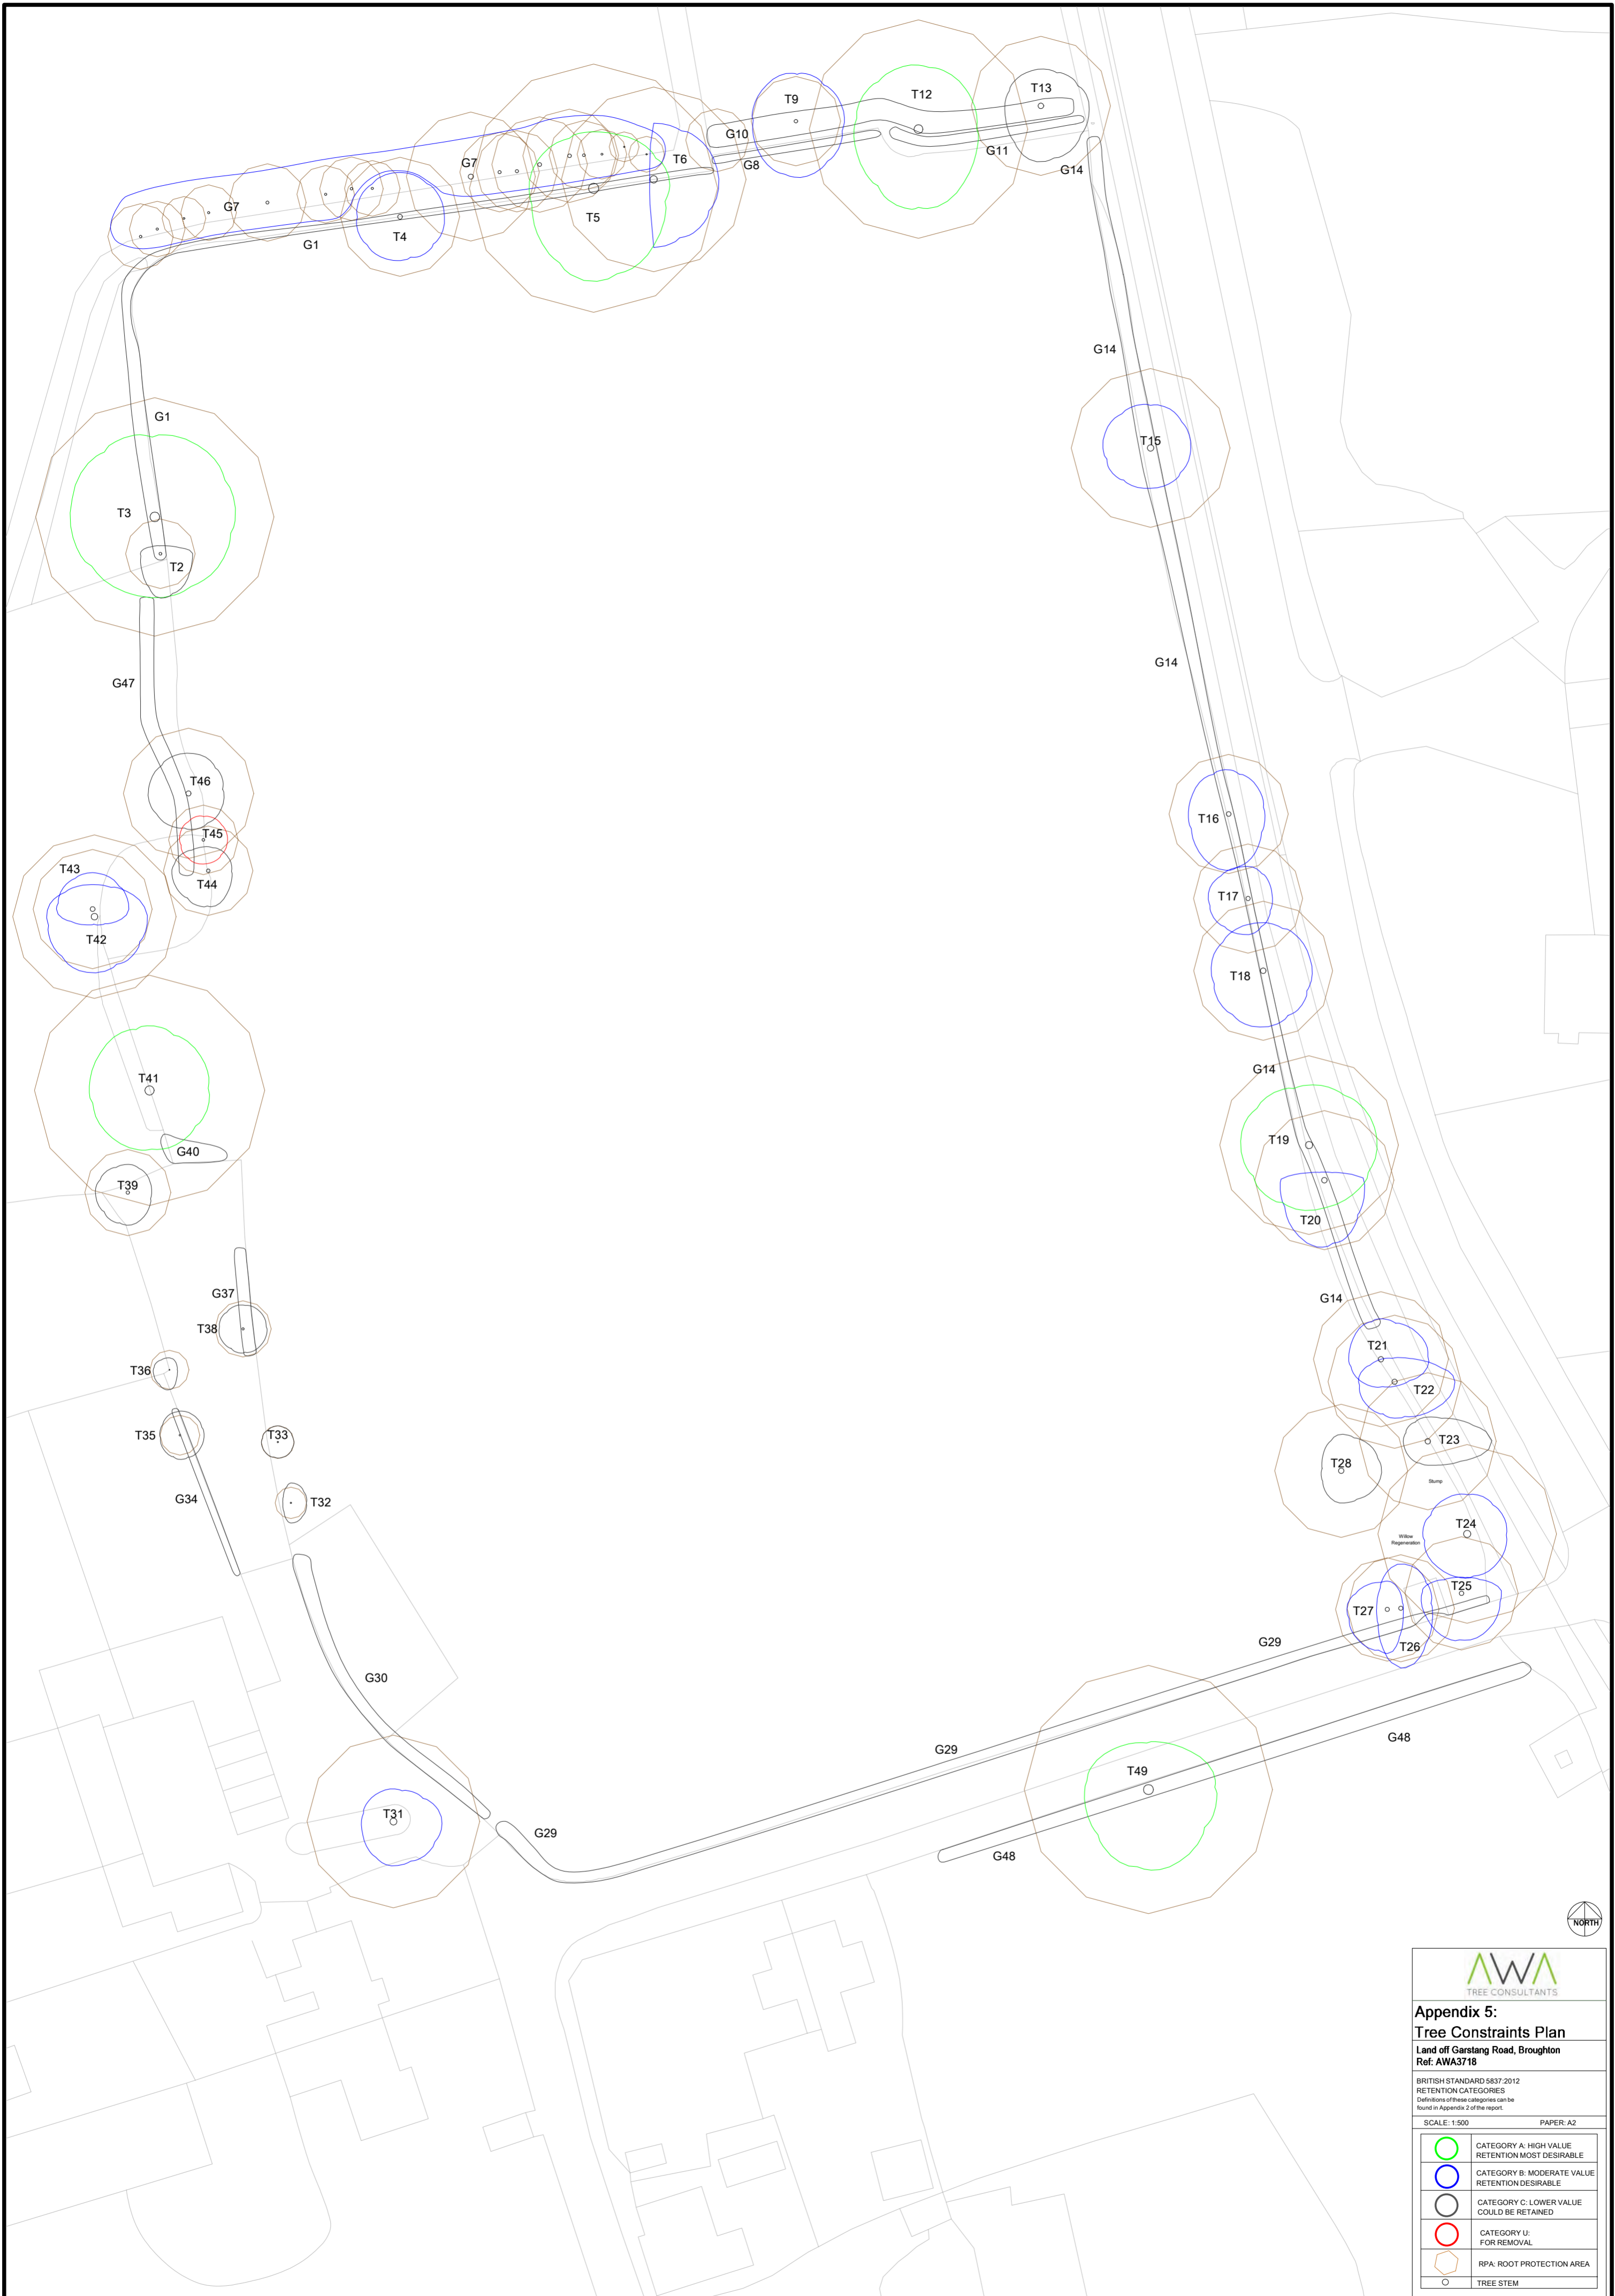 T9
T12
T13
G10
G7
T6
G8
G11
G14
G7
T5
T4
G1
G14
G1
T15
T3
T2
G14
G47
T46
T16
T45
T43
T44
T17
T42
T18
G14
T41
T19
G40
T39
T20
G37
G14
T38
T21
T36
T22
T35
T33
T23
T28
Stump
G34
T32
T24
Willow
Regeneration
T25
T27
G29
T26
G30
G48
G29
T49
T31
G29
G48
NORTH
AWA
TREE CONSULTANTS
Appendix 5:
Tree Constraints Plan
Land off Garstang Road, Broughton
Ref: AWA3718
BRITISH STANDARD 5837:2012
RETENTION CATEGORIES
Definitions of these categories can be
found in Appendix 2 of the report.
SCALE: 1:500 PAPER: A2
CATEGORY A: HIGH VALUE
RETENTION MOST DESIRABLE
CATEGORY B: MODERATE VALUE
RETENTION DESIRABLE
CATEGORY C: LOWER VALUE
COULD BE RETAINED
CATEGORY U:
FOR REMOVAL
RPA: ROOT PROTECTION AREA
TREE STEM